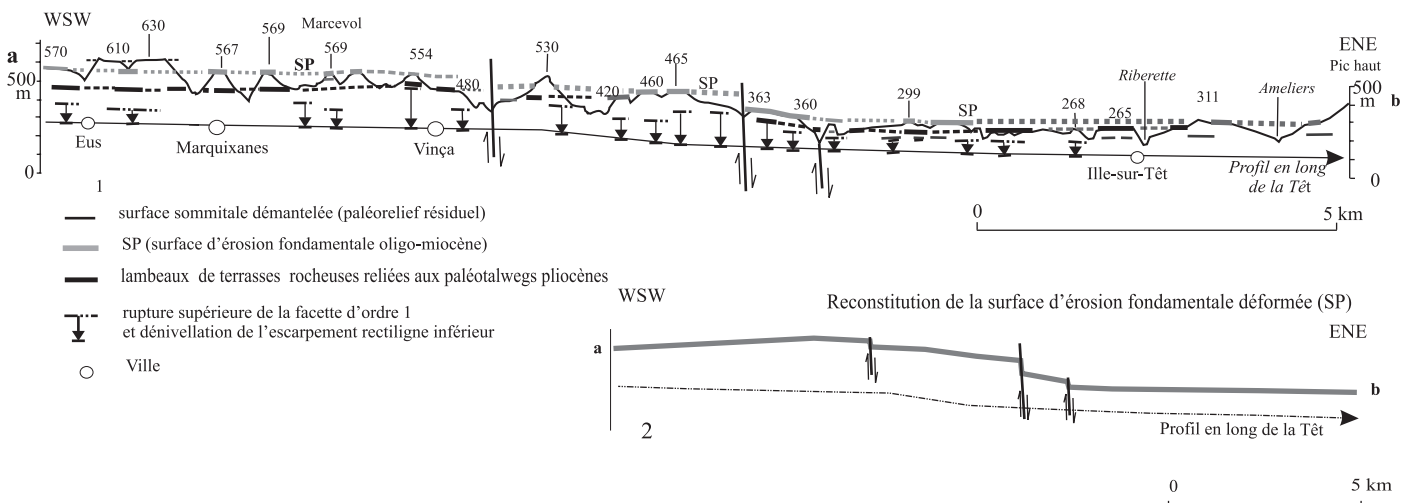 WSW
a
570
610
630
567
569
Marcevol
SP
569
554
480
530
420
460
465
SP
363
360
299
SP
268
265
Riberette
311
Ameliers
ENE
Pic haut
500
m
0
500
m
b
0
Eus
Marquixanes
Vinça
Ille-sur-Têt
Profil en long
de la Têt
1
0
5 km
surface sommitale démantelée (paléorelief résiduel)
SP (surface d’érosion fondamentale oligo-miocène)
lambeaux de terrasses rocheuses reliées aux paléotalwegs pliocènes
rupture supérieure de la facette d’ordre 1
et dénivellation de l’escarpement rectiligne inférieur
Ville
WSW
Reconstitution de la surface d’érosion fondamentale déformée (SP)
ENE
a
b
2
Profil en long de la Têt
0
5 km